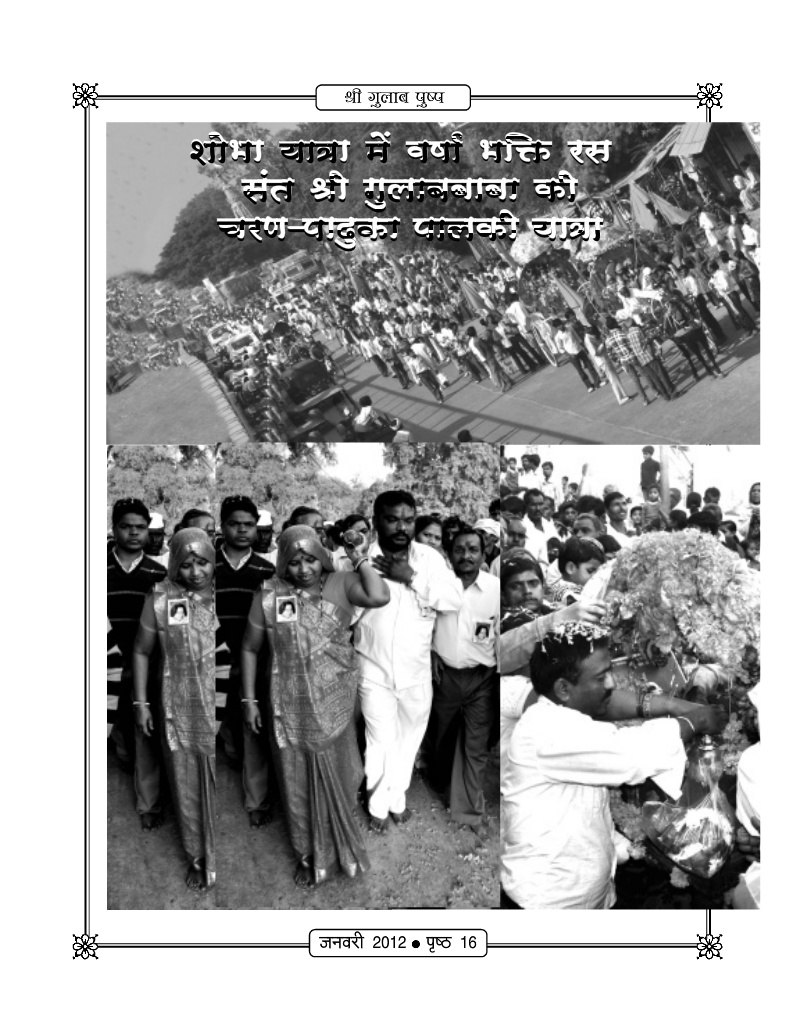 श्री गुलाब पुष्प
शोभा यात्रा में वर्षा भक्ति रस
संत श्री गुलाबबाबा की
चरण-पादुका पालकी यात्रा
जनवरी 2012 ● पृष्ठ 16